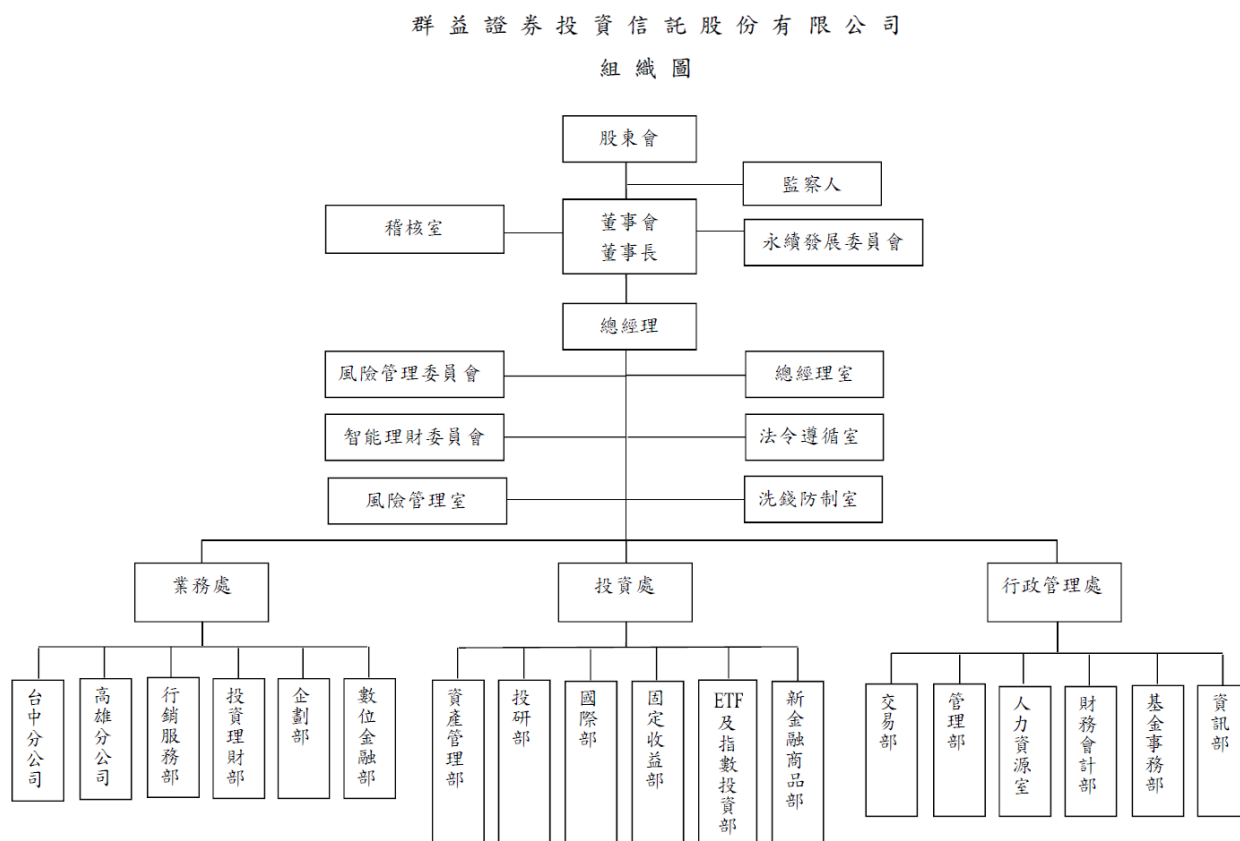 群益證券投資信託股份有限公司
組織圖
股東會
監察人
稽核室
董事會
董事長
永續發展委員會
總經理
風險管理委員會
總經理室
智能理財委員會
法令遵循室
風險管理室
洗錢防制室
業務處
投資處
行政管理處
台中分公司
高雄分公司
行銷服務部
投資理財部
企劃部
數位金融部
資產管理部
投研部
國際部
固定收益部
ETF及指數投資部
新金融商品部
交易部
管理部
人力資源室
財務會計部
基金事務部
資訊部